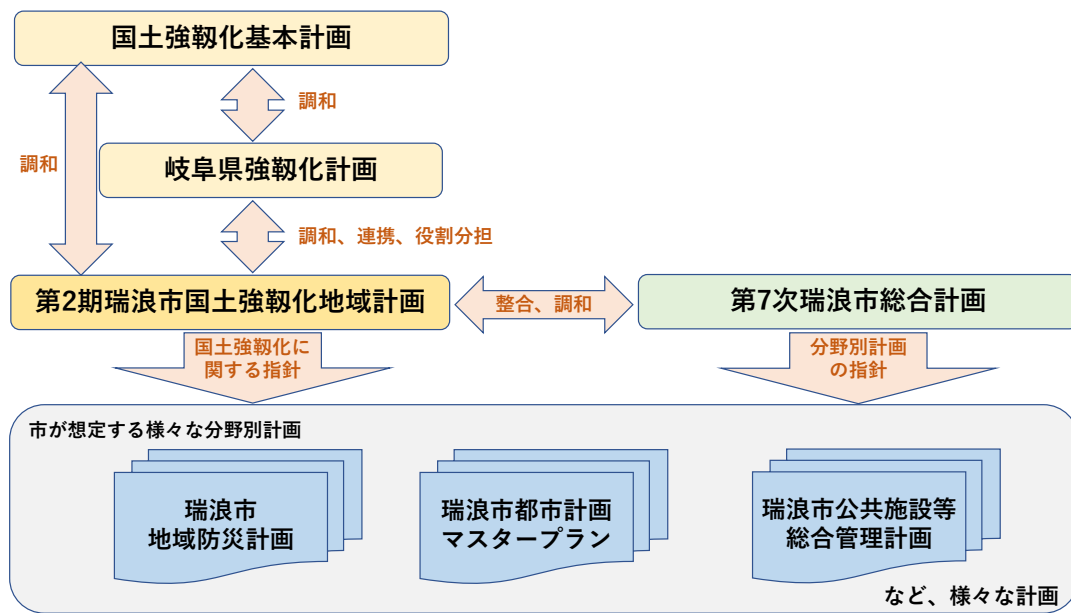 国土強靱化基本計画
調和
調和
岐阜県強靱化計画
調和、連携、役割分担
第2期瑞浪市国土強靱化地域計画
整合、調和
第7次瑞浪市総合計画
国土強靱化に
関する指針
分野別計画
の指針
市が想定する様々な分野別計画
瑞浪市
地域防災計画
瑞浪市都市計画
マスタープラン
瑞浪市公共施設等
総合管理計画
など、様々な計画